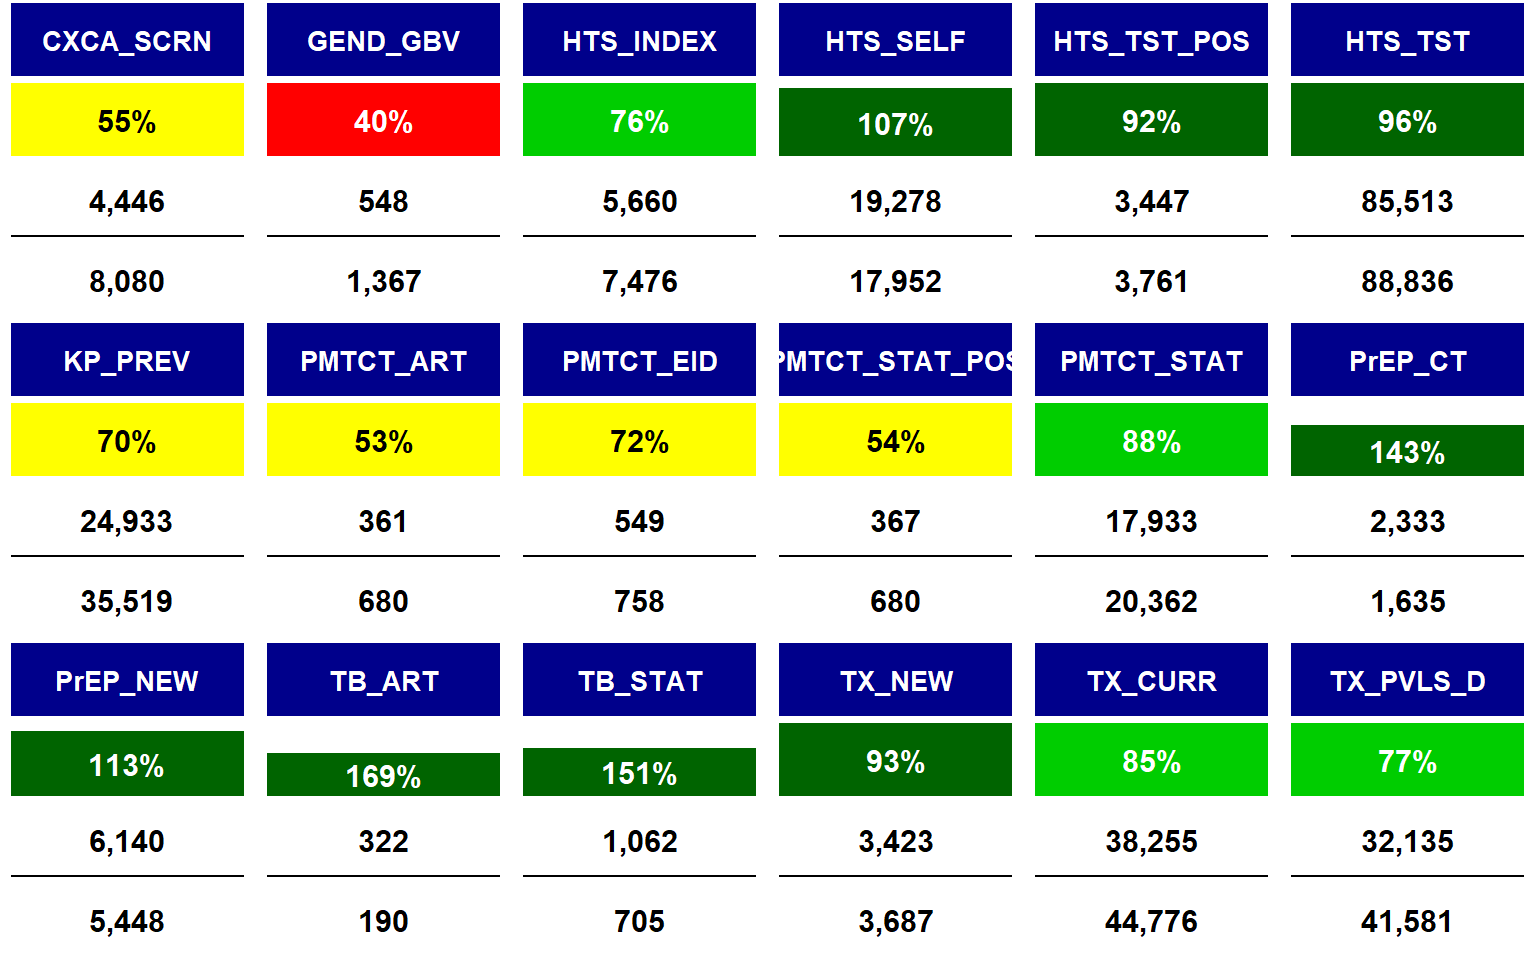 CXCA_SCRN GEND_GBV HTS_INDEX HTS_SELF HTS_TST_POS HTS_TST
55% 40% 76% 107% 92% 96%
4,446 548 5,660 19,278 3,447 85,513
8,080 1,367 7,476 17,952 3,761 88,836
KP_PREV PMTCT_ART PMTCT_EID PMTCT_STAT_POS PMTCT_STAT PrEP_CT
70% 53% 72% 54% 88% 143%
24,933 361 549 367 17,933 2,333
35,519 680 758 680 20,362 1,635
PrEP_NEW TB_ART TB_STAT TX_NEW TX_CURR TX_PVLS_D
113% 169% 151% 93% 85% 77%
6,140 322 1,062 3,423 38,255 32,135
5,448 190 705 3,687 44,776 41,581